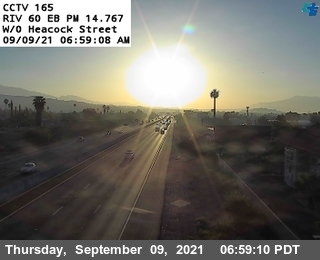 CCTV 165
RIV 60 EB PM 14.767
W/O Heacock Street
09/09/21 06:59:08 AM
Thursday, September 09, 2021 06:59:10 PDT